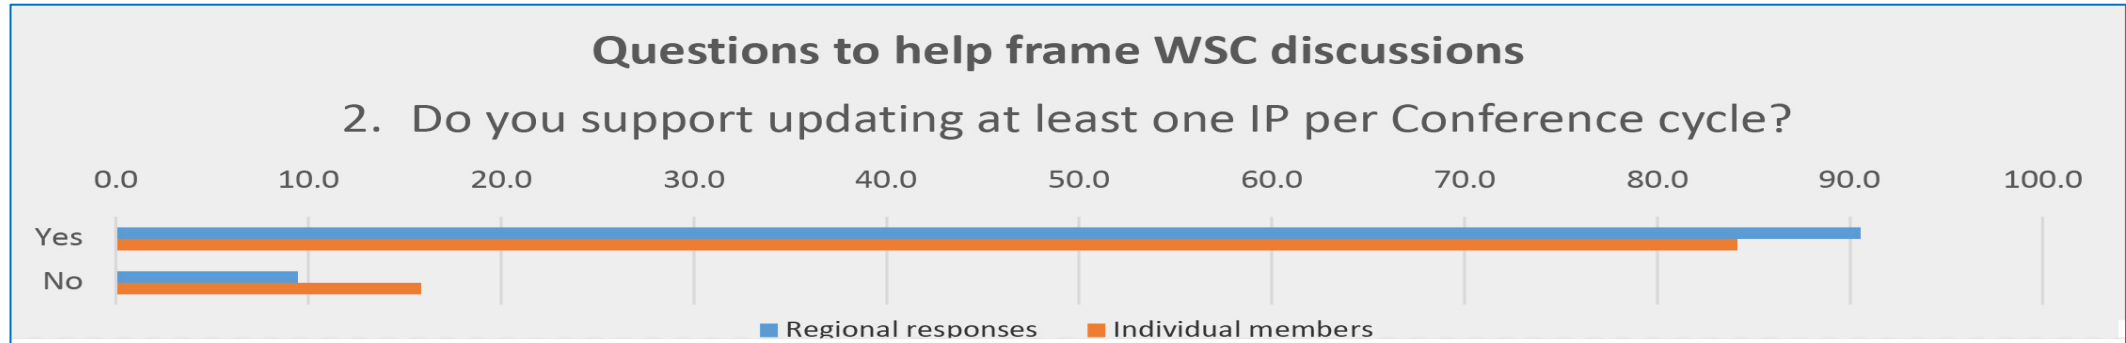 Questions to help frame WSC discussions
2. Do you support updating at least one IP per Conference cycle?
0.0 10.0 20.0 30.0 40.0 50.0 60.0 70.0 80.0 90.0 100.0
Yes
No
Regional responses Individual members